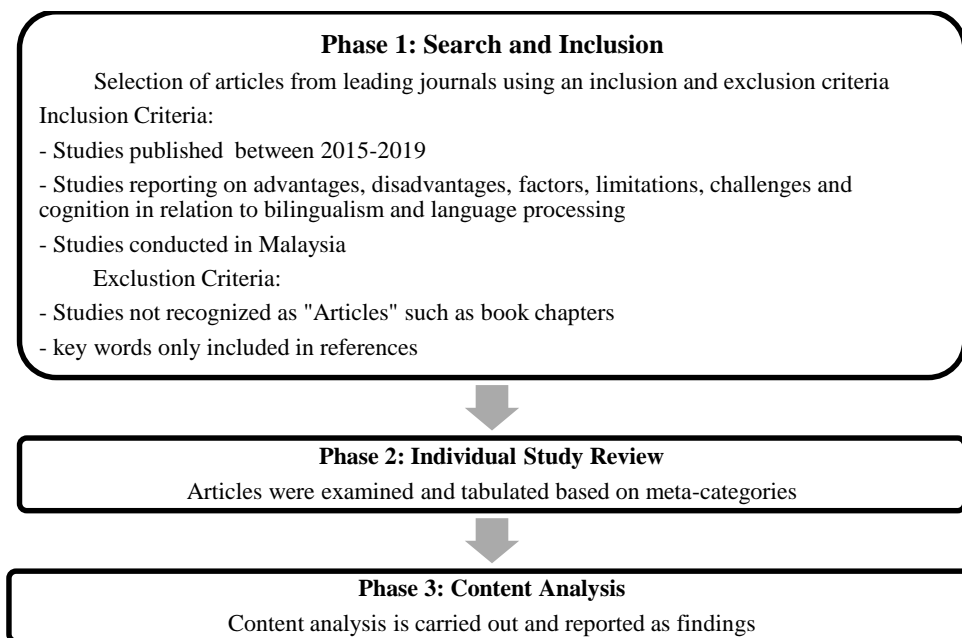 Phase 1: Search and Inclusion
Selection of articles from leading journals using an inclusion and exclusion criteria
Inclusion Criteria:
- Studies published between 2015-2019
- Studies reporting on advantages, disadvantages, factors, limitations, challenges and
cognition in relation to bilingualism and language processing
- Studies conducted in Malaysia
Exclustion Criteria:
- Studies not recognized as "Articles" such as book chapters
- key words only included in references
Phase 2: Individual Study Review
Articles were examined and tabulated based on meta-categories
Phase 3: Content Analysis
Content analysis is carried out and reported as findings